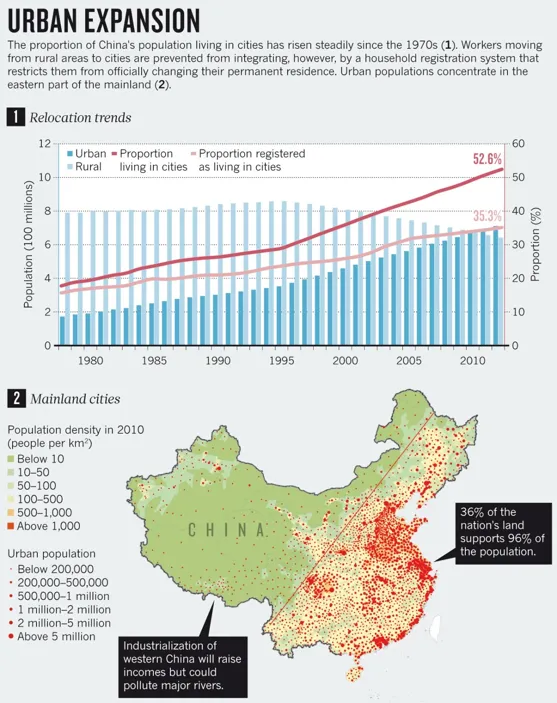 URBAN EXPANSION
The proportion of China's population living in cities has risen steadily since the 1970s (1). Workers moving
from rural areas to cities are prevented from integrating, however, by a household registration system that
restricts them from officially changing their permanent residence. Urban populations concentrate in the
eastern part of the mainland (2).
1 Relocation trends
Population (100 millions)
12
10
8
6
4
2
0
Urban
Rural
Proportion
living in cities
Proportion registered
as living in cities
52.6%
35.3%
60
50
40
30
20
10
0
Proportion (%)
1980 1985 1990 1995 2000 2005 2010
2 Mainland cities
Population density in 2010
(people per km²)
Below 10
10–50
50–100
100–500
500–1,000
Above 1,000
Urban population
Below 200,000
200,000–500,000
500,000–1 million
1 million–2 million
2 million–5 million
Above 5 million
CHINA
36% of the
nation's land
supports 96% of
the population.
Industrialization of
western China will raise
incomes but could
pollute major rivers.